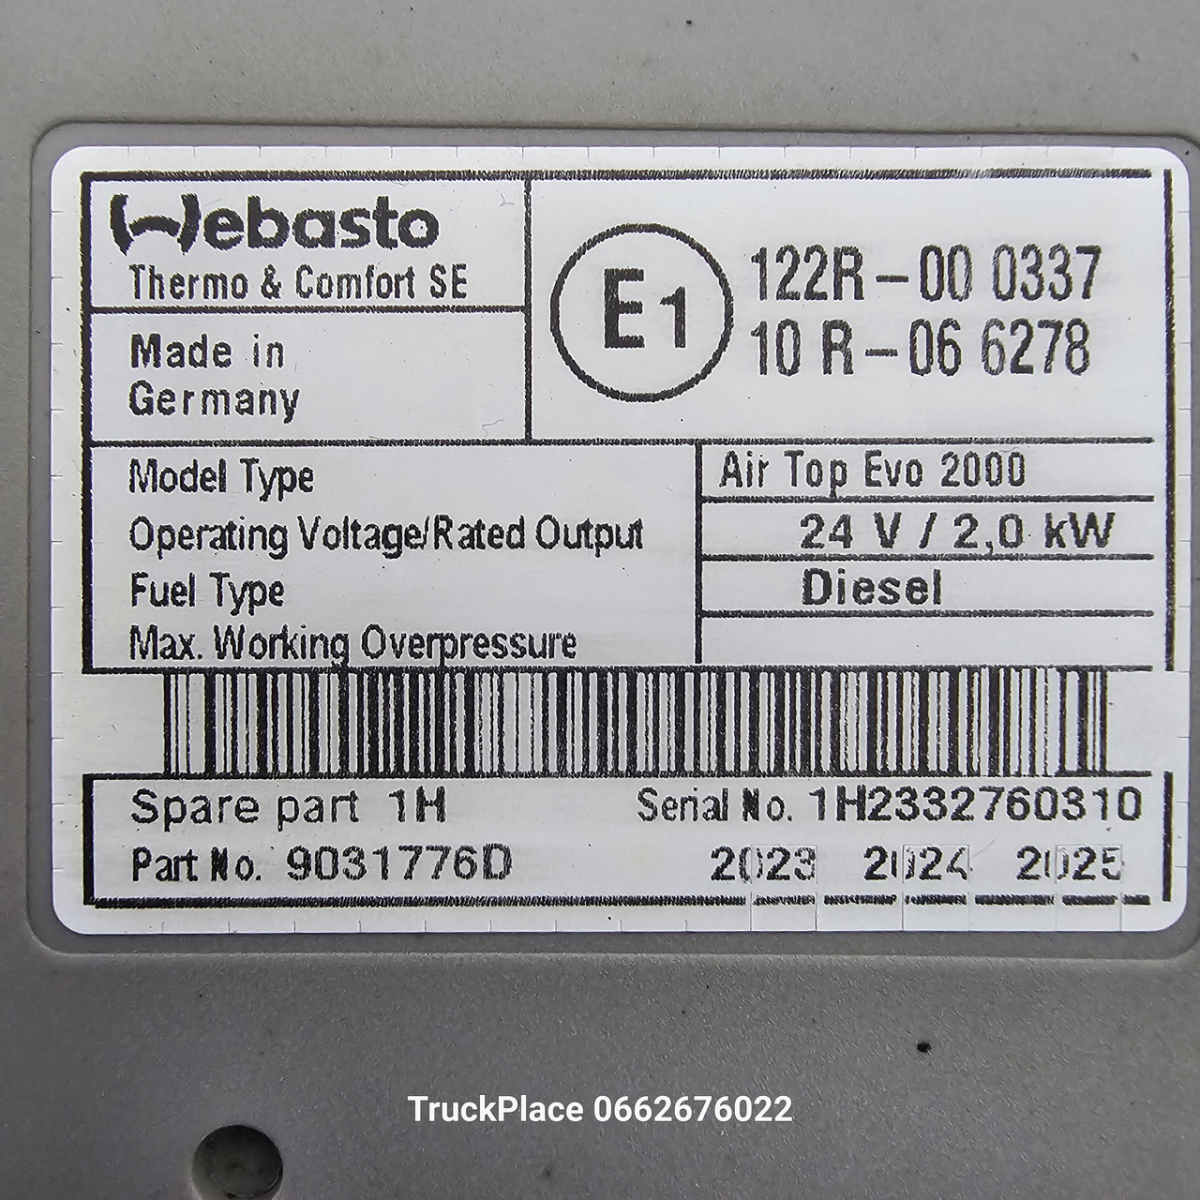 Webasto
Thermo & Comfort SE
Made in
Germany
E1
122R-00 0337
10 R-06 6278
Model Type Air Top Evo 2000
Operating Voltage/Rated Output 24 V / 2,0 kW
Fuel Type Diesel
Max. Working Overpressure
Spare part 1H Serial No. 1H2332760310
Part No. 9031776D 2023 2024 2025
TruckPlace 0662676022